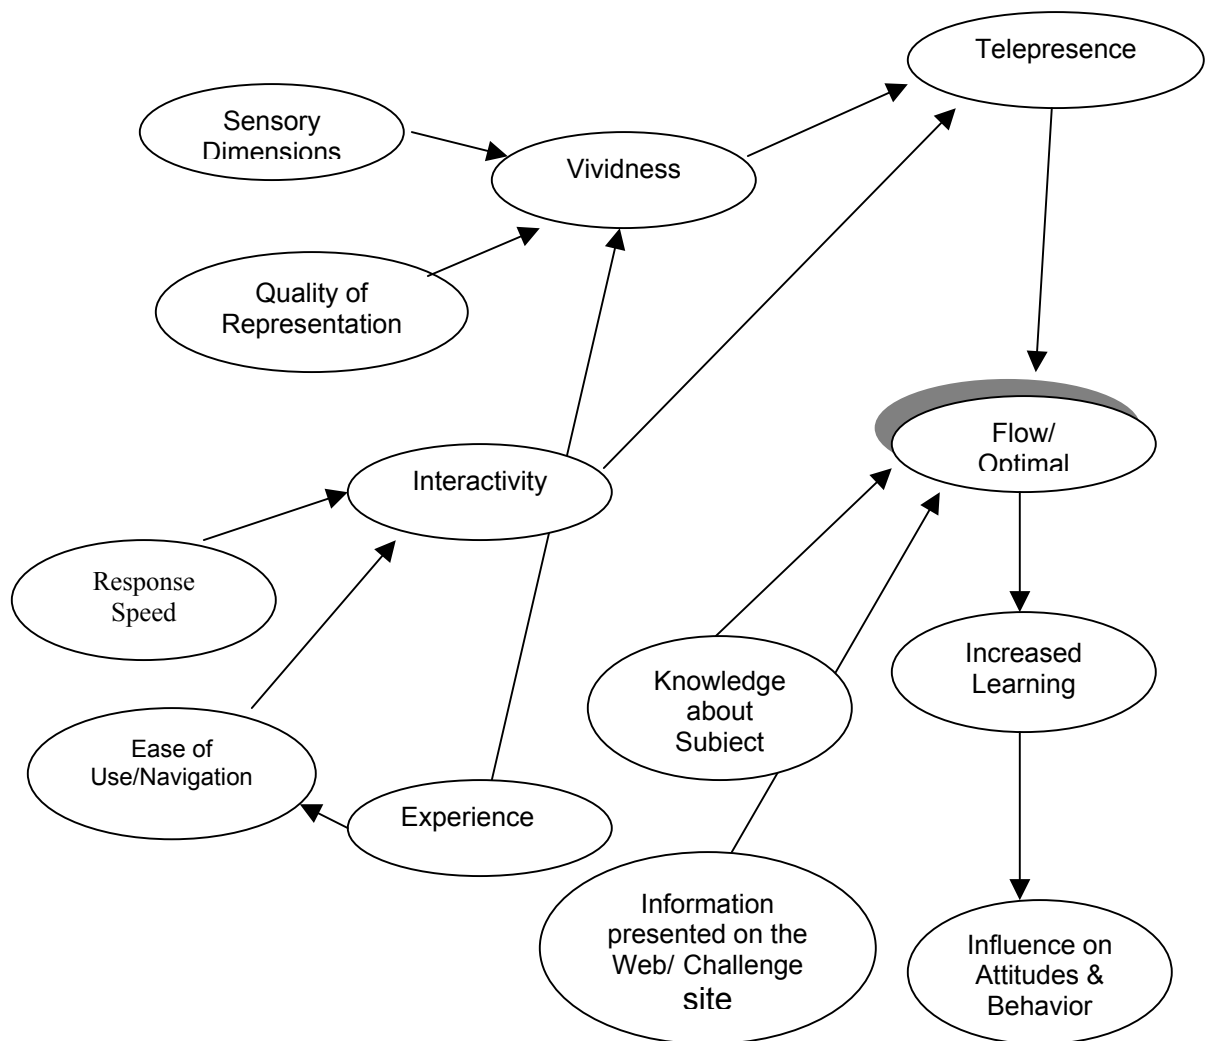 Telepresence
Sensory
Dimensions
Vividness
Quality of
Representation
Flow/
Optimal
Interactivity
Response
Speed
Increased
Learning
Knowledge
about
Subject
Ease of
Use/Navigation
Experience
Information
presented on the
Web/ Challenge
site
Influence on
Attitudes &
Behavior